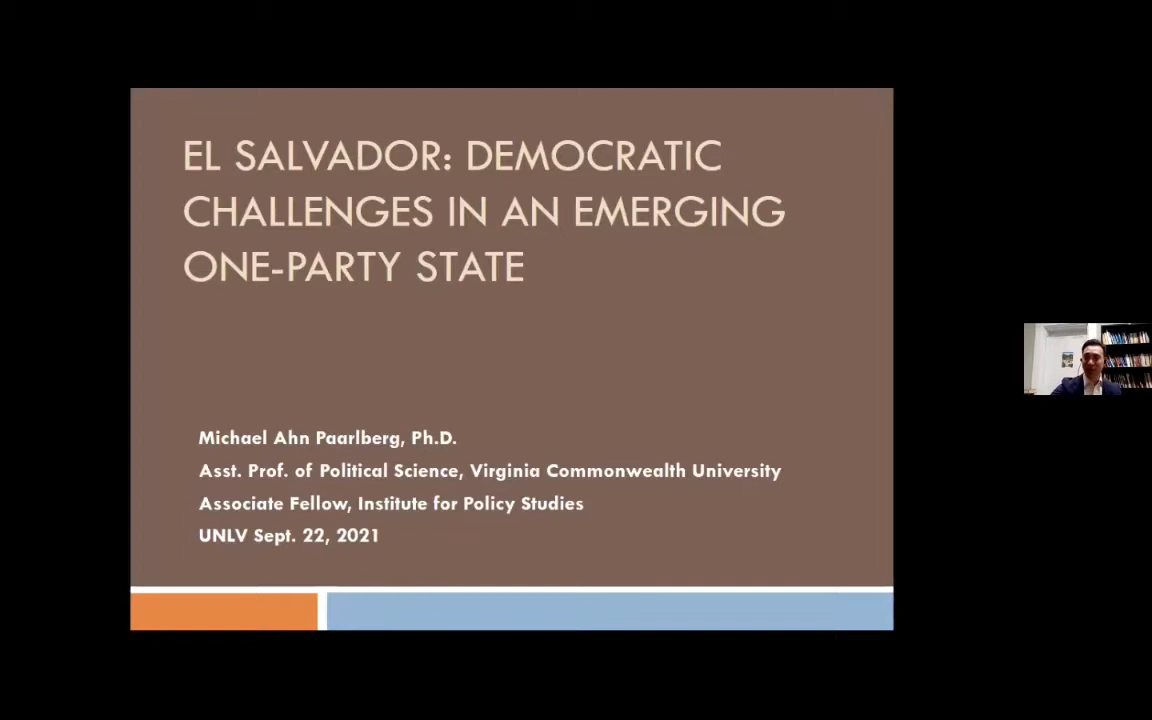 EL SALVADOR: DEMOCRATIC
CHALLENGES IN AN EMERGING
ONE-PARTY STATE
Michael Ahn Paarlberg, Ph.D.
Asst. Prof. of Political Science, Virginia Commonwealth University
Associate Fellow, Institute for Policy Studies
UNLV Sept. 22, 2021